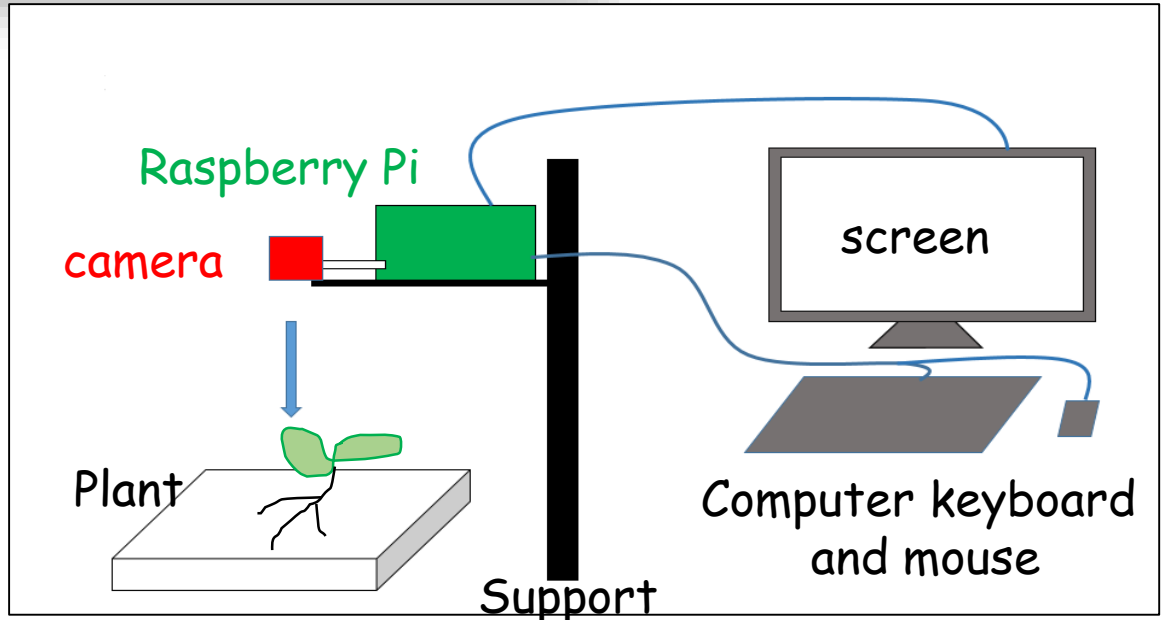 Raspberry Pi
camera
screen
Plant
Computer keyboard
and mouse
Support